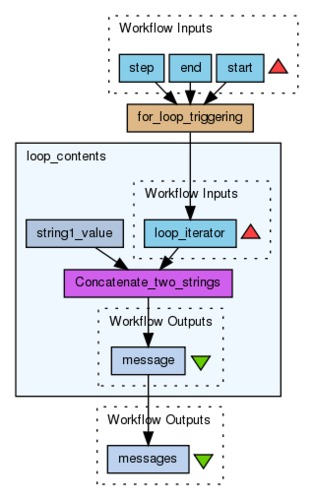 Workflow Inputs
step end start
for_loop_triggering
loop_contents
Workflow Inputs
string1_value loop_iterator
Concatenate_two_strings
Workflow Outputs
message
Workflow Outputs
messages